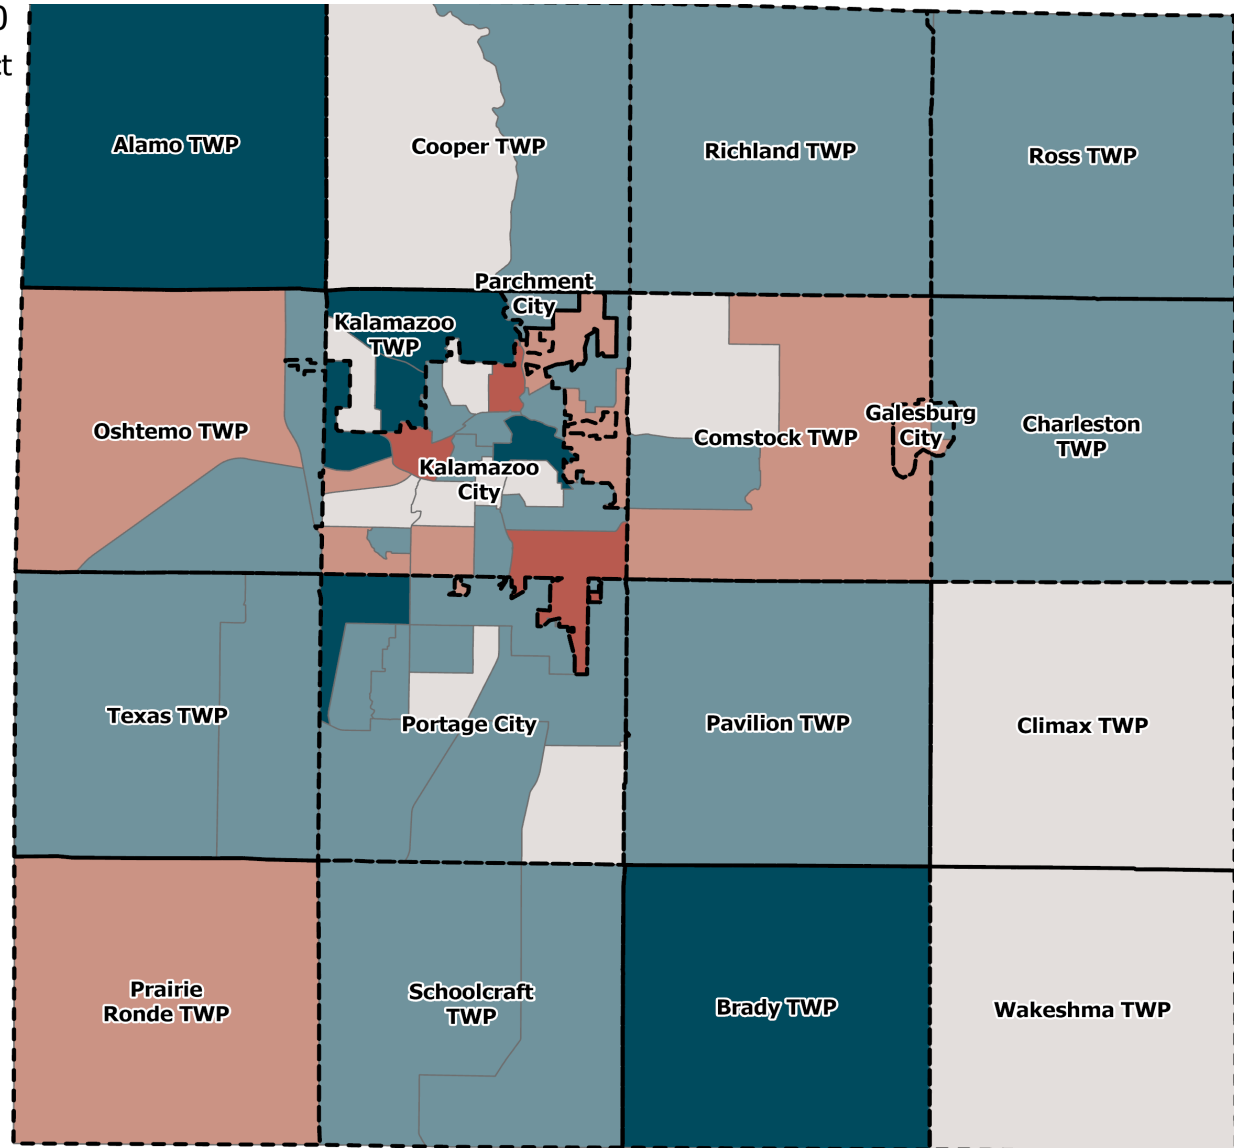 0
ct
Alamo TWP
Cooper TWP
Richland TWP
Ross TWP
Parchment
City
Kalamazoo
TWP
Oshtemo TWP
Kalamazoo
City
Comstock TWP
Galesburg
City
Charleston
TWP
Texas TWP
Portage City
Pavilion TWP
Climax TWP
Prairie
Ronde TWP
Schoolcraft
TWP
Brady TWP
Wakeshma TWP